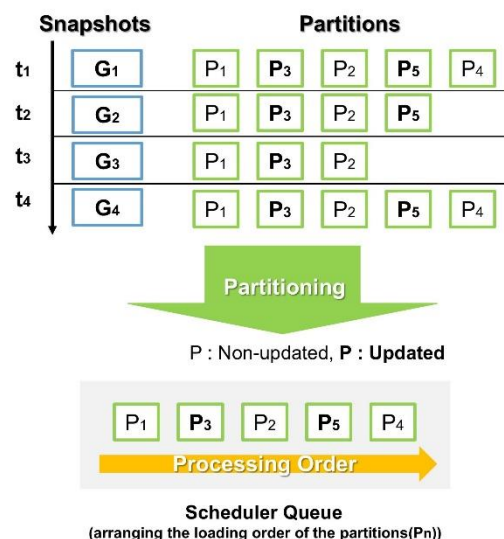 Snapshots Partitions
t1 G1 P1 P3 P2 P5 P4
t2 G2 P1 P3 P2 P5
t3 G3 P1 P3 P2
t4 G4 P1 P3 P2 P5 P4
Partitioning
P : Non-updated, P : Updated
P1 P3 P2 P5 P4
Processing Order
Scheduler Queue
(arranging the loading order of the partitions(Pn))